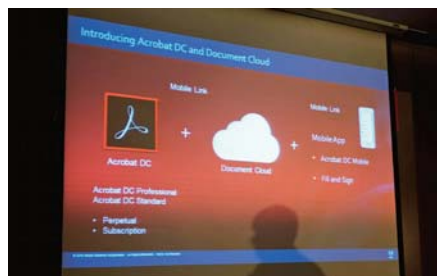 Introducing Acrobat DC and Document Cloud
Mobile Link
Mobile Link
+
+
Mobile App
• Acrobat DC Mobile
• Fill and Sign
Acrobat DC
Document Cloud
Acrobat DC Professional
Acrobat DC Standard
• Perpetual
• Subscription